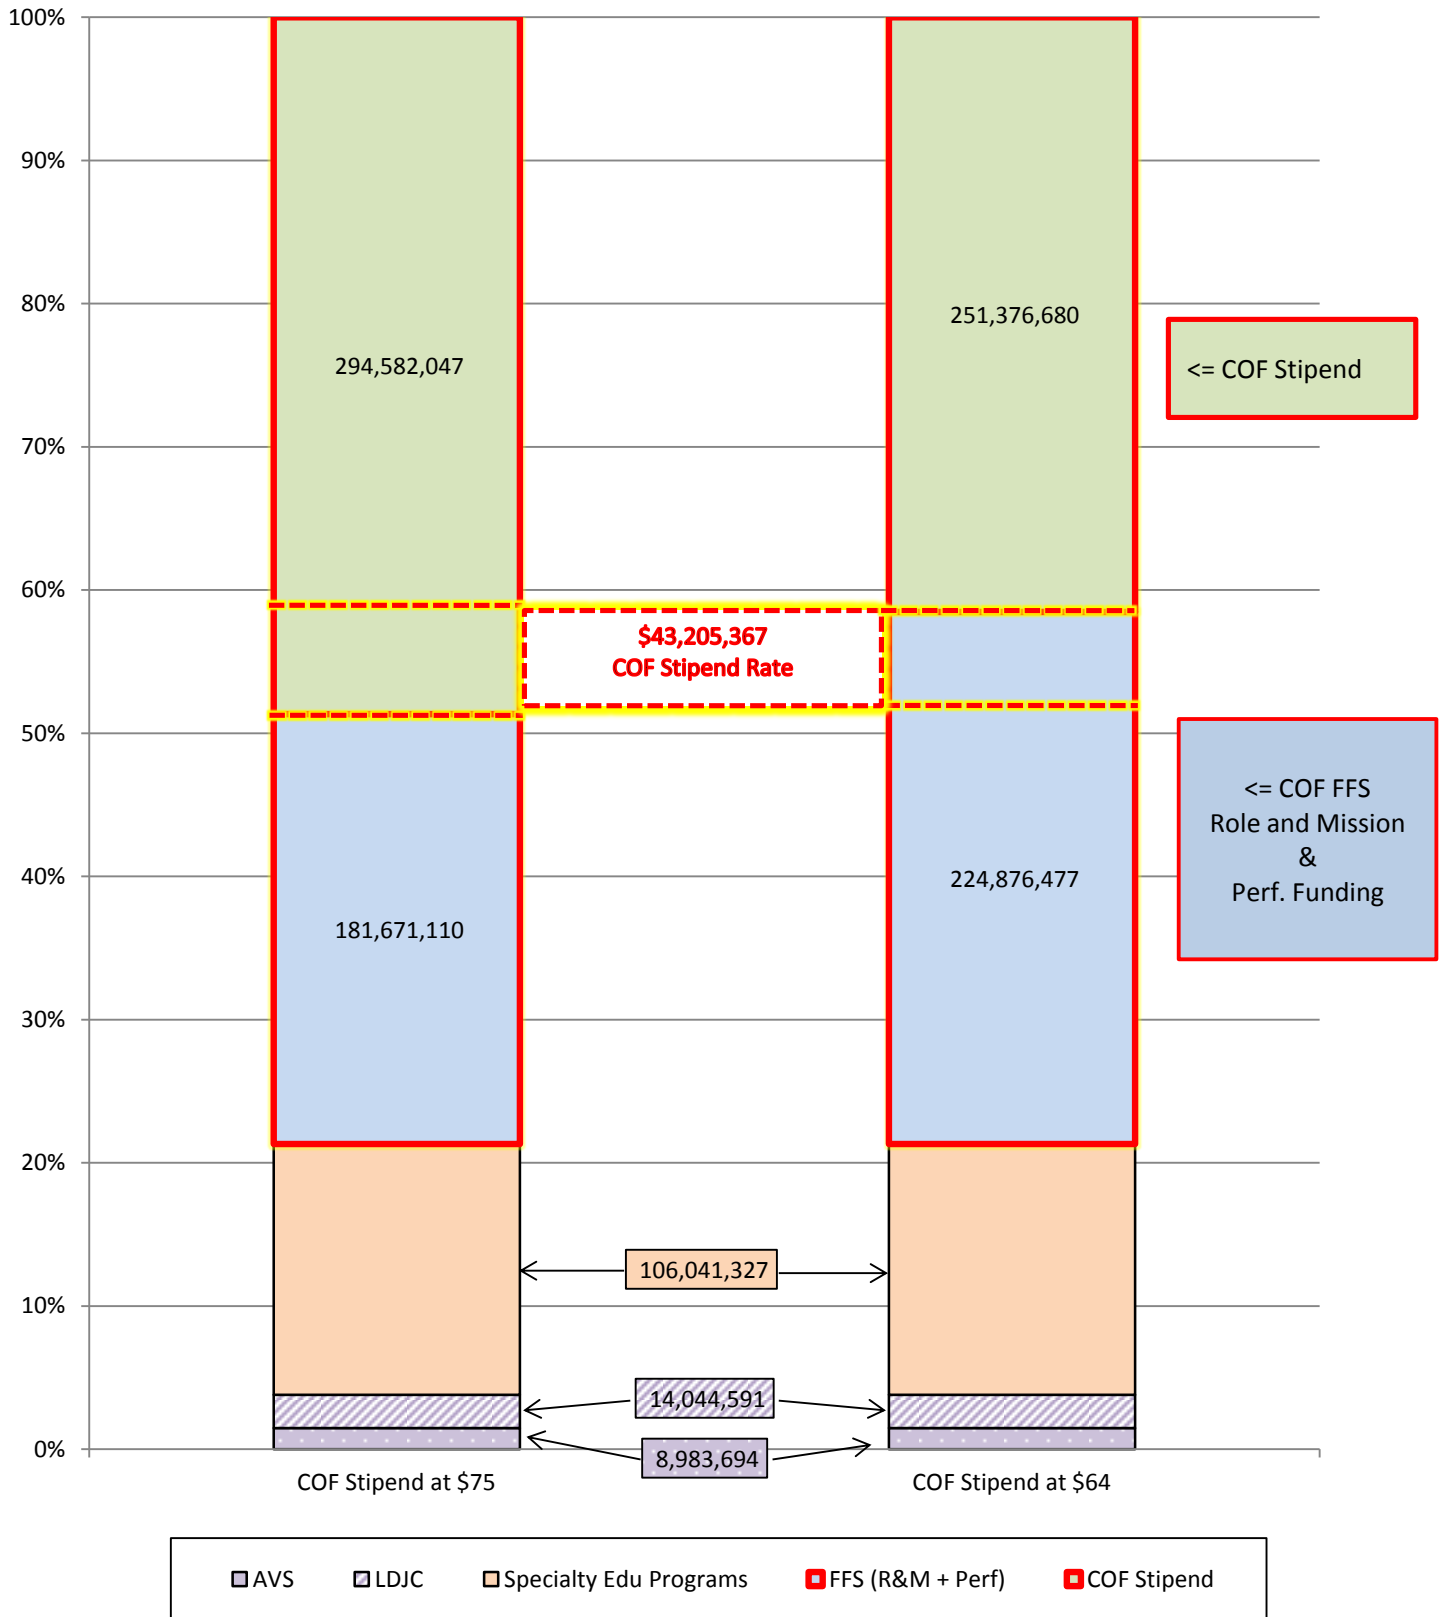 100%
90%
80%
70%
60%
50%
40%
30%
20%
10%
0%
294,582,047
251,376,680
<= COF Stipend
$43,205,367
COF Stipend Rate
<= COF FFS
Role and Mission
&
Perf. Funding
181,671,110
224,876,477
106,041,327
14,044,591
8,983,694
COF Stipend at $75
COF Stipend at $64
AVS LDJC Specialty Edu Programs FFS (R&M + Perf) COF Stipend